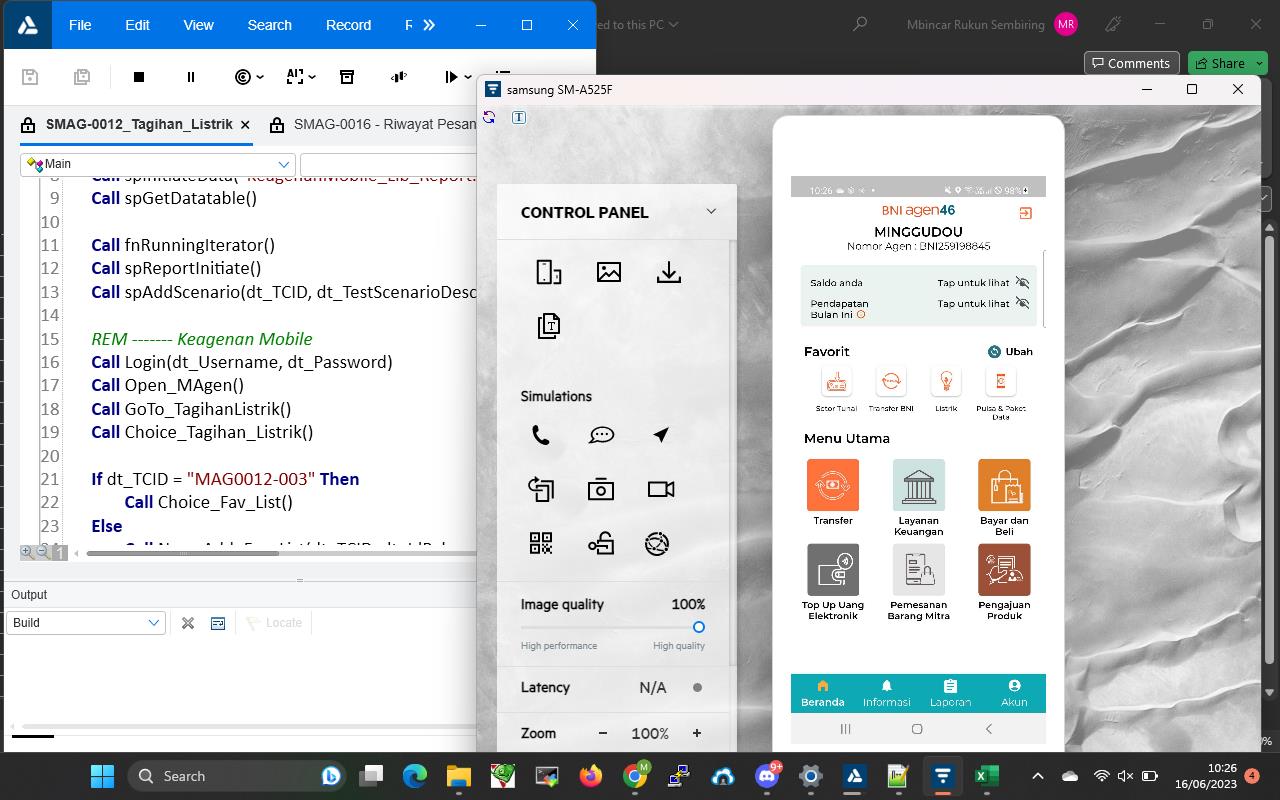 File Edit View Search Record
ed to this PC
Mbincar Rukun Sembiring MR
Comments Share
SMAG-0012_Tagihan_Listrik
SMAG-0016 - Riwayat Pesan
Main
9 Call spGetDatatable()
10
11 Call fnRunningIterator()
12 Call spReportInitiate()
13 Call spAddScenario(dt_TCID, dt_TestScenarioDesc
14
15 REM ------- Keagenan Mobile
16 Call Login(dt_Username, dt_Password)
17 Call Open_MAgen()
18 Call GoTo_TagihanListrik()
19 Call Choice_Tagihan_Listrik()
20
21 If dt_TCID = "MAG0012-003" Then
22 Call Choice_Fav_List()
23 Else
1
Output
Build
Locate
samsung SM-A525F
T
CONTROL PANEL
Simulations
Image quality 100%
High performance High quality
Latency N/A
Zoom − 100% +
10:26 98%
BNI agen46
MINGGUDOU
Nomor Agen : BNI259198845
Saldo anda Tap untuk lihat
Pendapatan Tap untuk lihat
Bulan Ini
Favorit Ubah
Setor Tunai Transfer BNI Listrik Pulsa & Paket
Data
Menu Utama
Transfer Layanan Bayar dan
Keuangan Beli
Top Up Uang Pemesanan Pengajuan
Elektronik Barang Mitra Produk
Beranda Informasi Laporan Akun
Search
M
9+
10:26
16/06/2023
4